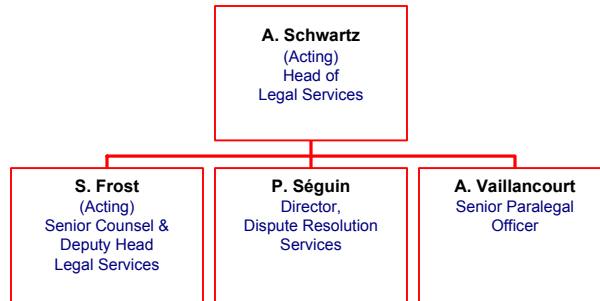 A. Schwartz
(Acting)
Head of
Legal Services
S. Frost
(Acting)
Senior Counsel &
Deputy Head
Legal Services
P. Séguin
Director,
Dispute Resolution
Services
A. Vaillancourt
Senior Paralegal
Officer